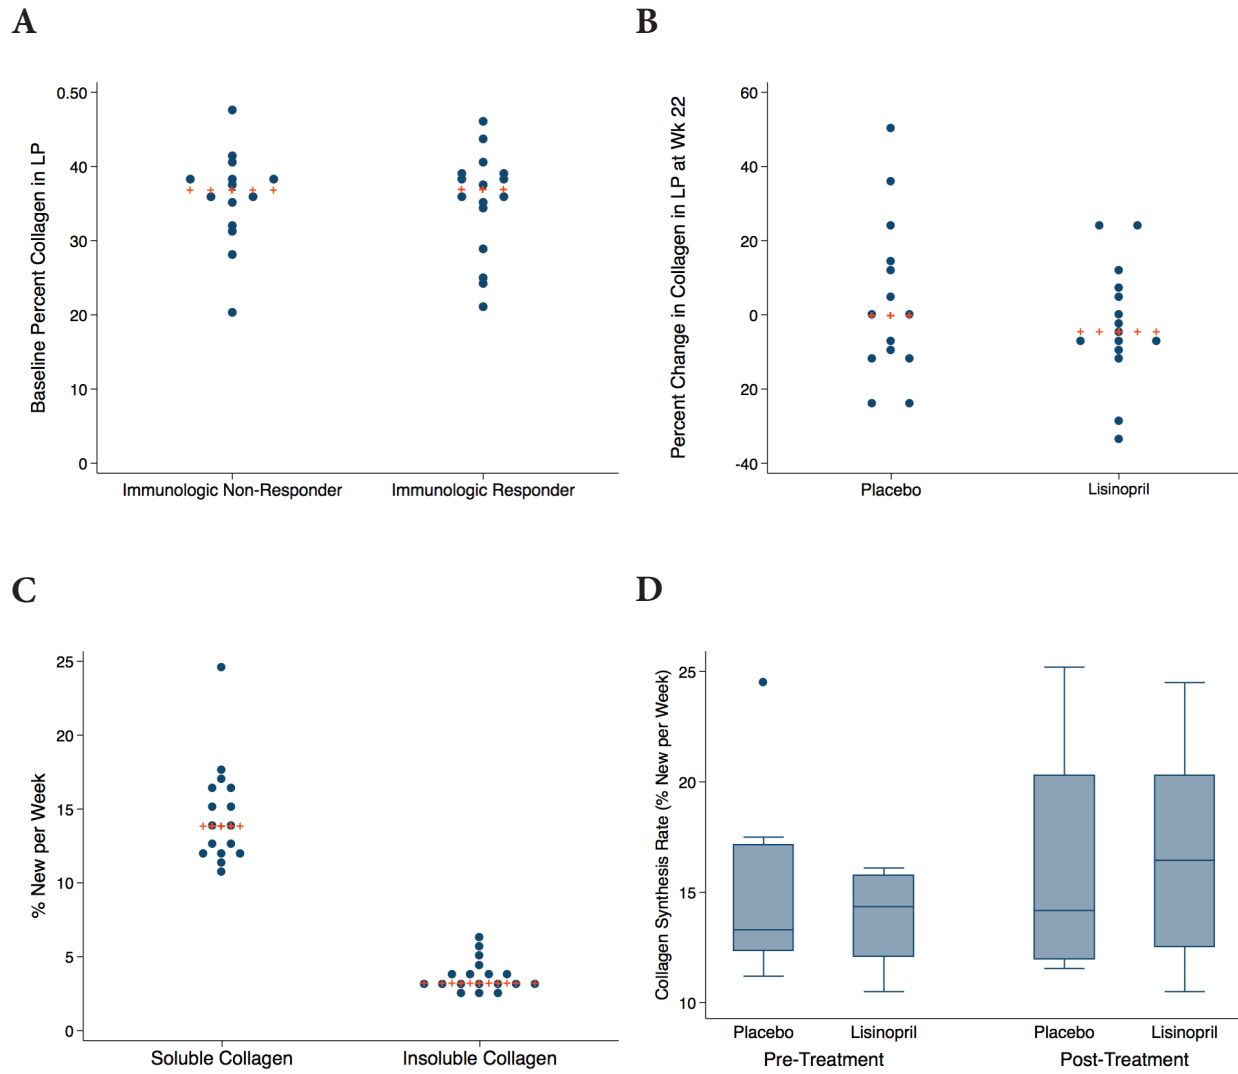 A
Baseline Percent Collagen in LP
0.50
40
30
20
10
0
Immunologic Non-Responder
Immunologic Responder
B
Percent Change in Collagen in LP at Wk 22
60
40
20
0
20
-40
Placebo
Lisinopril
C
% New per Week
25
20
15
10
5
0
Soluble Collagen
Insoluble Collagen
D
Collagen Synthesis Rate (% New per Week)
25
20
15
10
Placebo
Lisinopril
Placebo
Lisinopril
Pre-Treatment
Post-Treatment